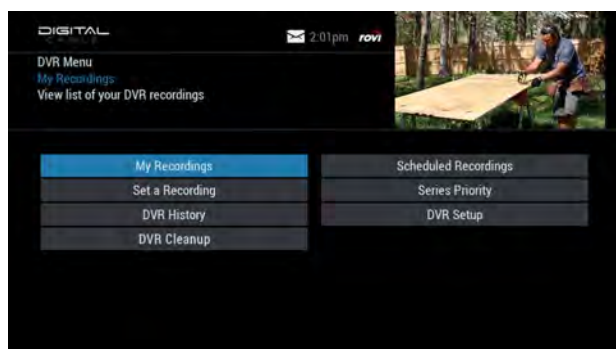 DIGITAL
CABLE
2:01pm rovi
DVR Menu
My Recordings
View list of your DVR recordings
My Recordings
Scheduled Recordings
Set a Recording
Series Priority
DVR History
DVR Setup
DVR Cleanup